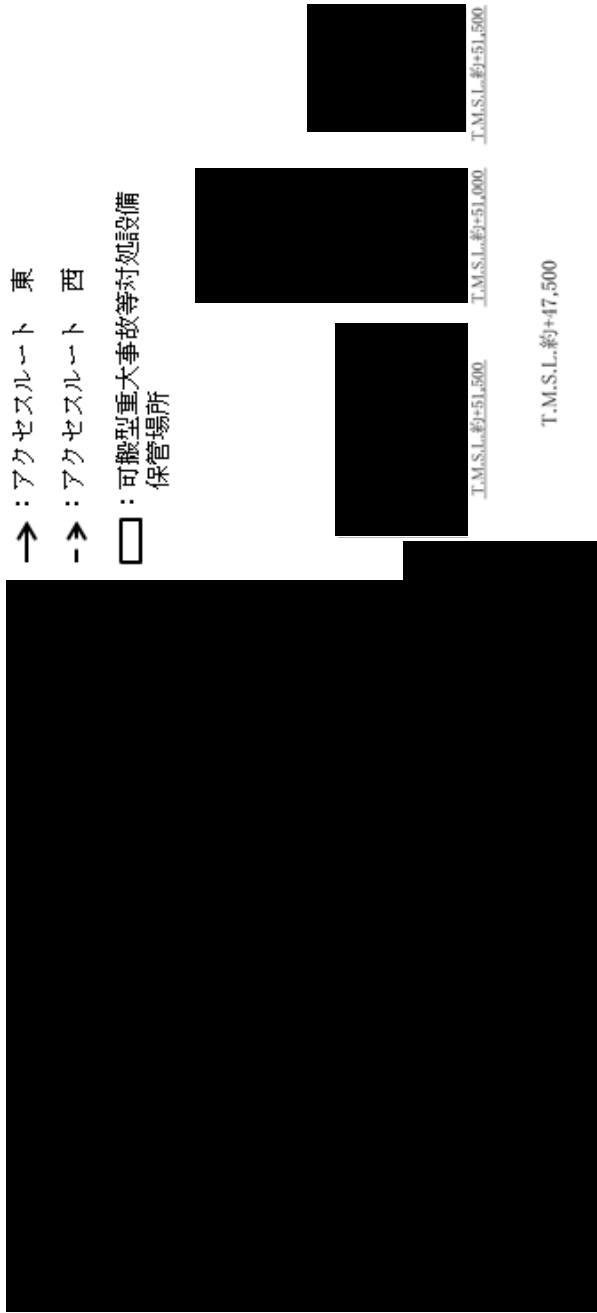 ：アクセスルート　東
：アクセスルート　西
：可搬型重大事故等対処設備
保管場所
T.M.S.L.約+51,500
T.M.S.L.約+51,000
T.M.S.L.約+51,500
T.M.S.L.約+47,500